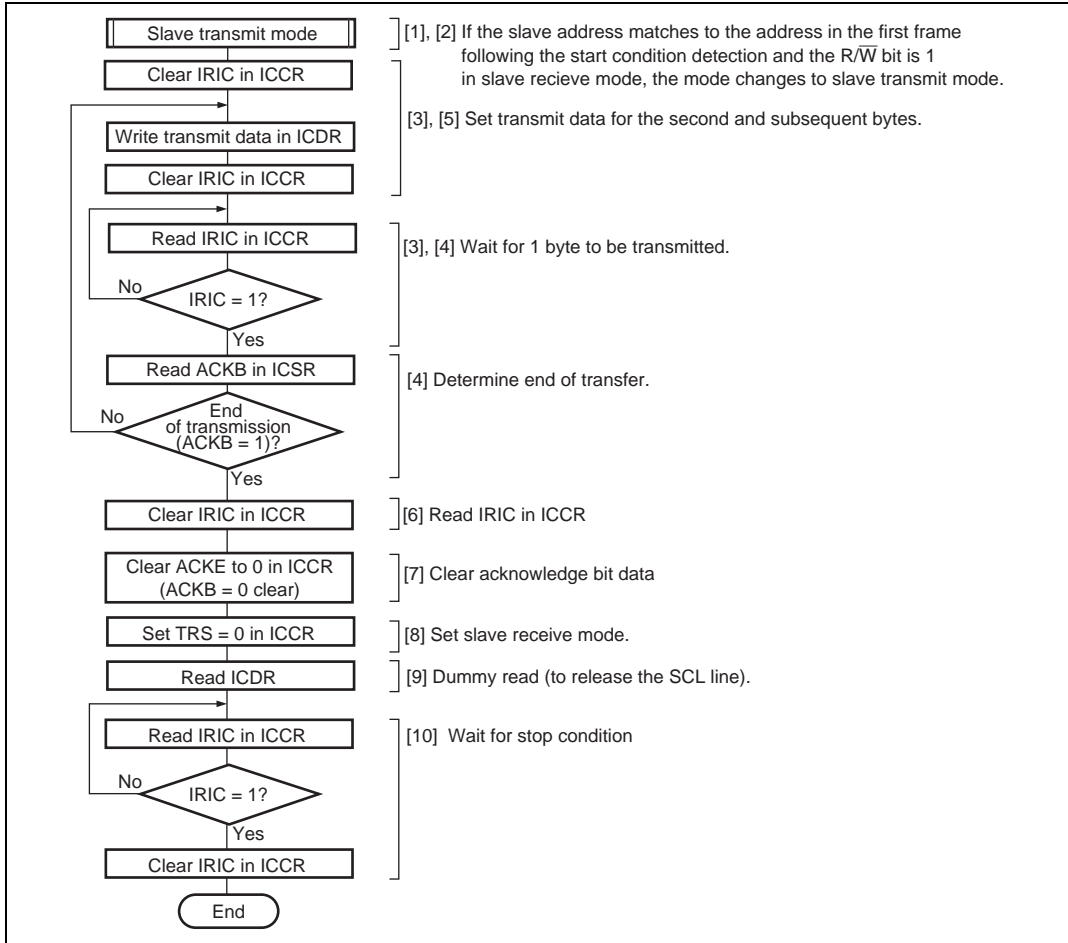 Slave transmit mode
[1], [2] If the slave address matches to the address in the first frame
following the start condition detection and the R/W̅ bit is 1
in slave recieve mode, the mode changes to slave transmit mode.
Clear IRIC in ICCR
[3], [5] Set transmit data for the second and subsequent bytes.
Write transmit data in ICDR
Clear IRIC in ICCR
Read IRIC in ICCR
[3], [4] Wait for 1 byte to be transmitted.
No
IRIC = 1?
Yes
Read ACKB in ICSR
[4] Determine end of transfer.
No
End
of transmission
(ACKB = 1)?
Yes
Clear IRIC in ICCR
[6] Read IRIC in ICCR
Clear ACKE to 0 in ICCR
(ACKB = 0 clear)
[7] Clear acknowledge bit data
Set TRS = 0 in ICCR
[8] Set slave receive mode.
Read ICDR
[9] Dummy read (to release the SCL line).
Read IRIC in ICCR
[10] Wait for stop condition
No
IRIC = 1?
Yes
Clear IRIC in ICCR
End